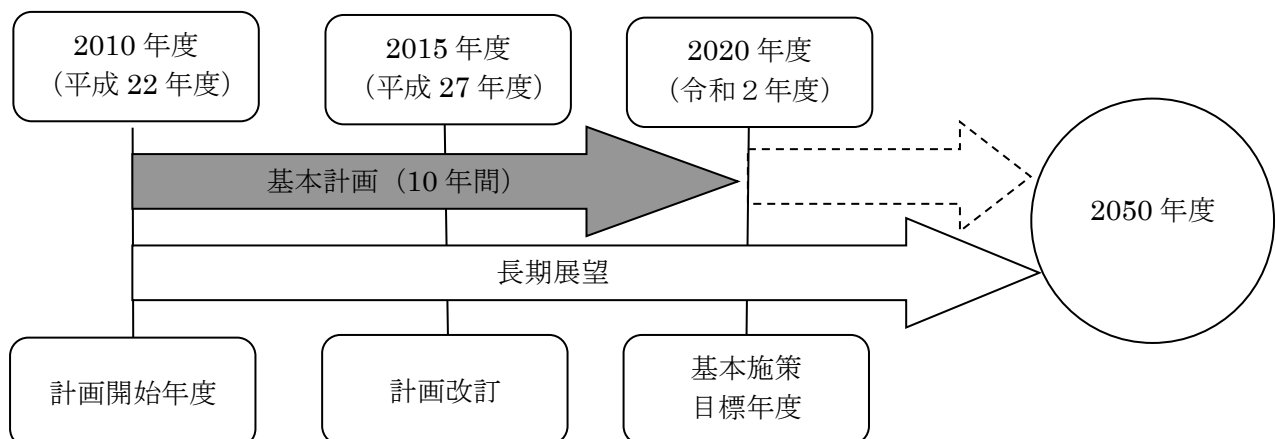 2010 年度
（平成 22 年度）
2015 年度
（平成 27 年度）
2020 年度
（令和２年度）
基本計画（10 年間）
2050 年度
長期展望
計画開始年度
計画改訂
基本施策
目標年度